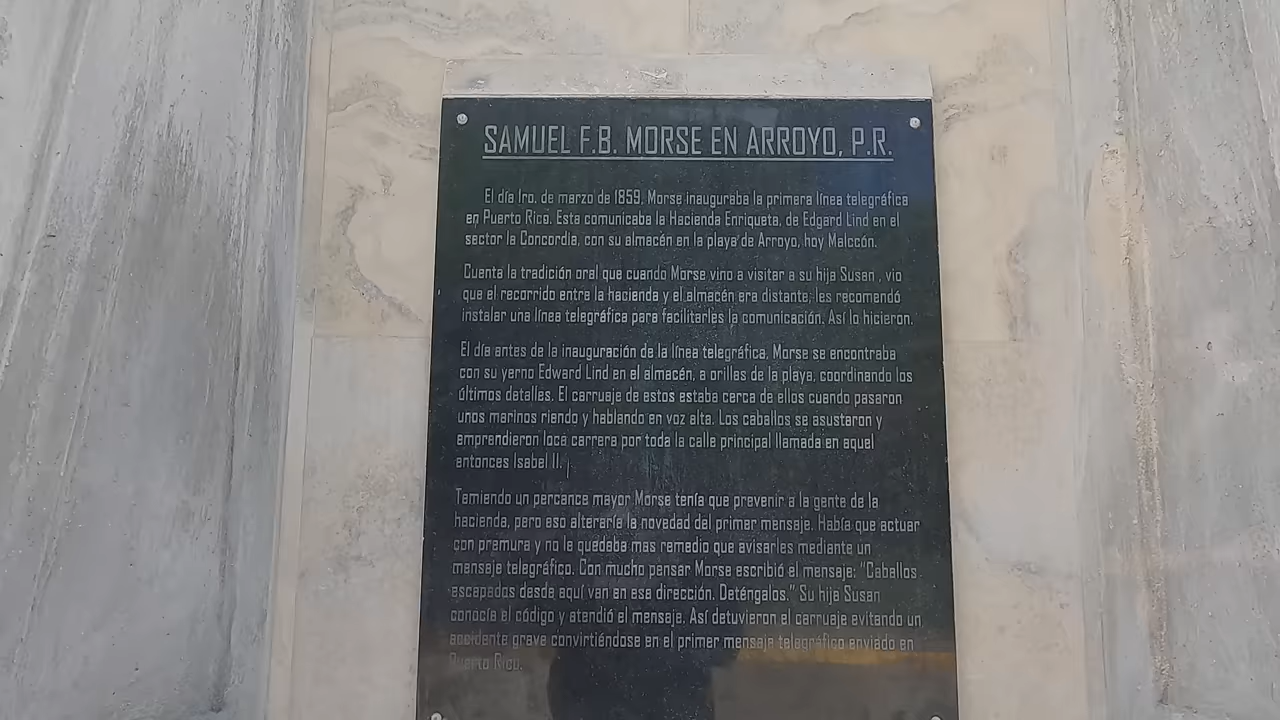 SAMUEL F.B. MORSE EN ARROYO, P.R.
El día 1ro. de marzo de 1859, Morse inauguraba la primera línea telegráfica
en Puerto Rico. Esta comunicaba la Hacienda Enriqueta, de Edgard Lind en el
sector la Concordia, con su almacén en la playa de Arroyo, hoy Malecón.
Cuenta la tradición oral que cuando Morse vino a visitar a su hija Susan , vio
que el recorrido entre la hacienda y el almacén era distante, les recomendó
instalar una línea telegráfica para facilitarles la comunicación. Así lo hicieron.
El día antes de la inauguración de la línea telegráfica, Morse se encontraba
con su yerno Edward Lind en el almacén, a orillas de la playa, coordinando los
últimos detalles. El carruaje de estos estaba cerca de ellos cuando pasaron
unos marinos riendo y hablando en voz alta. Los caballos se asustaron y
emprendieron loca carrera por toda la calle principal llamada en aquel
entonces Isabel II.
Temiendo un percance mayor Morse tenía que prevenir a la gente de la
hacienda, pero eso alteraría la novedad del primer mensaje. Había que actuar
con premura y no le quedaba mas remedio que avisarles mediante un
mensaje telegráfico. Con mucho pensar Morse escribió el mensaje: "Caballos
escapados desde aquí van en esa dirección. Deténgalos." Su hija Susan
conocía el código y atendió el mensaje. Así detuvieron el carruaje evitando un
accidente grave convirtiéndose en el primer mensaje telegráfico enviado en
Puerto Rico.